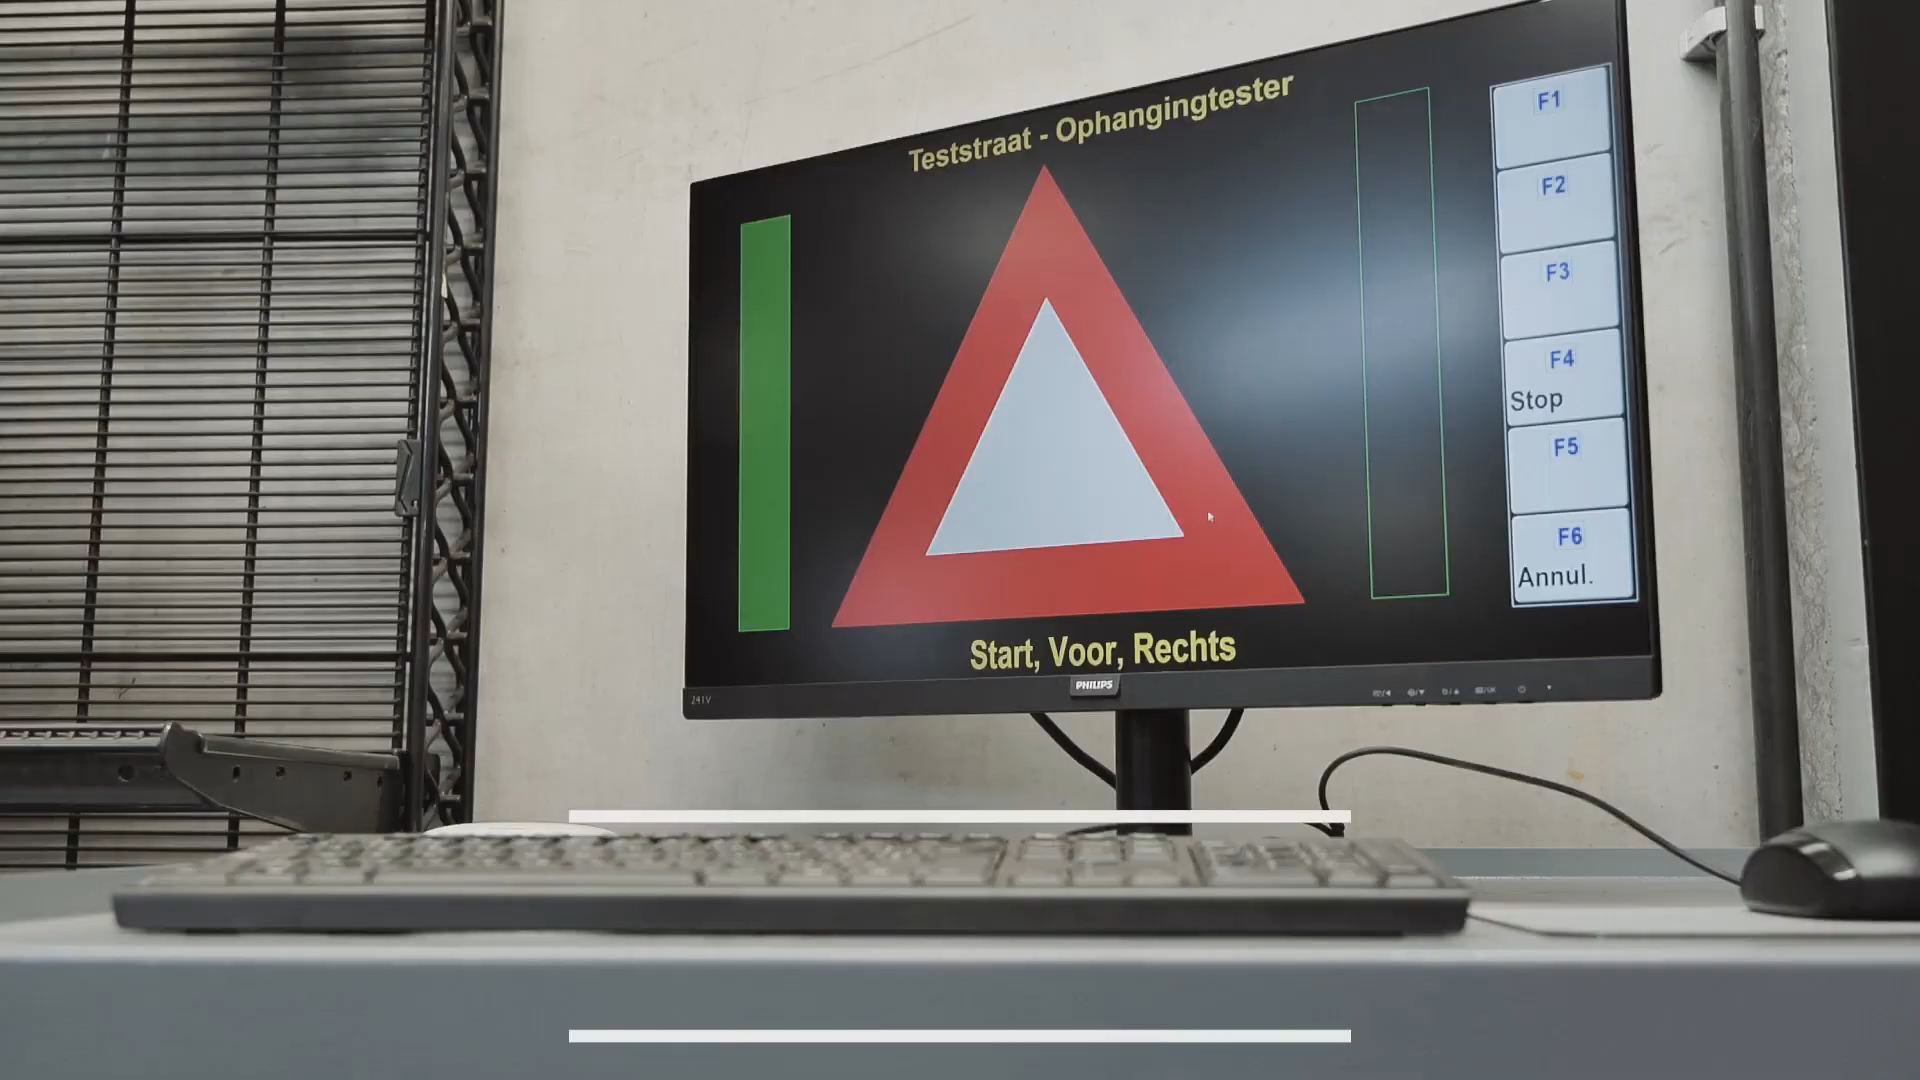 Teststraat - Ophangingtester
F1
F2
F3
F4
Stop
F5
F6
Annul.
Start, Voor, Rechts
PHILIPS
241V